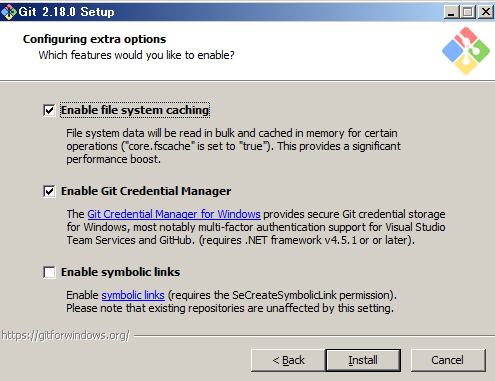 Git 2.18.0 Setup
Configuring extra options
Which features would you like to enable?
Enable file system caching
File system data will be read in bulk and cached in memory for certain
operations ("core.fscache" is set to "true"). This provides a significant
performance boost.
Enable Git Credential Manager
The Git Credential Manager for Windows provides secure Git credential storage
for Windows, most notably multi-factor authentication support for Visual Studio
Team Services and GitHub. (requires .NET framework v4.5.1 or or later).
Enable symbolic links
Enable symbolic links (requires the SeCreateSymbolicLink permission).
Please note that existing repositories are unaffected by this setting.
https://gitforwindows.org/
< Back Install Cancel